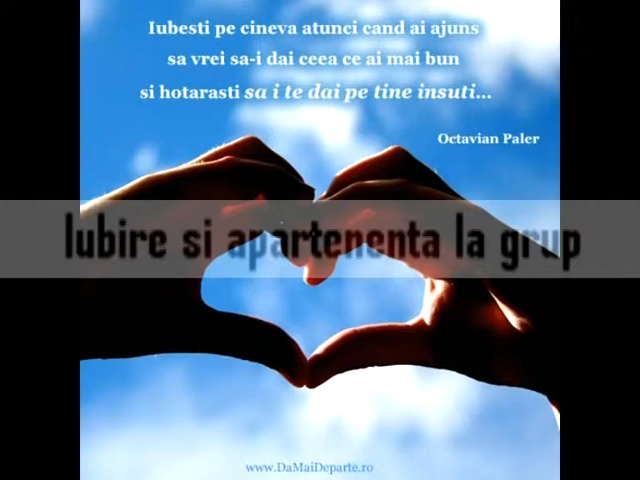 Iubesti pe cineva atunci cand ai ajuns
sa vrei sa-i dai ceea ce ai mai bun
si hotarasti sa i te dai pe tine insuti...
Octavian Paler
Iubire si apartenenta la grup
www.DaMaiDeparte.ro